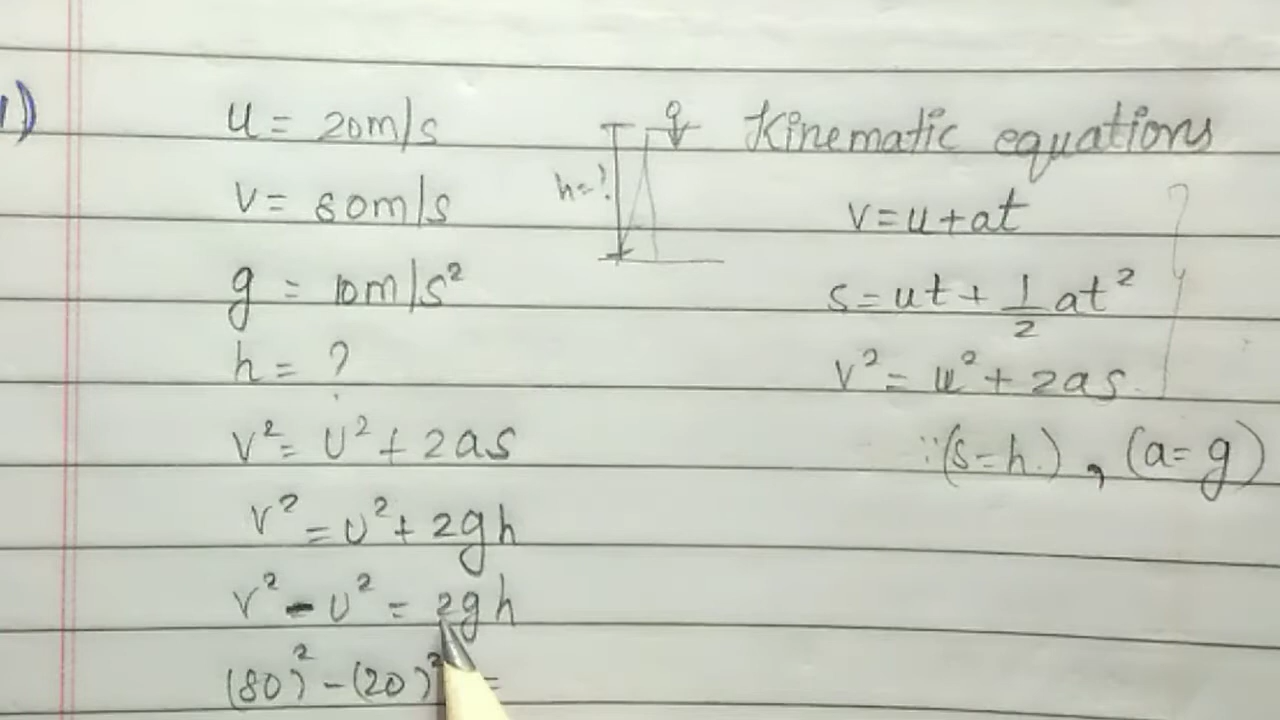 1)
u = 20m/s
v = 80m/s
g = 10m/s²
h = ?
v² = u² + 2as
v² = u² + 2gh
v² - u² = 2gh
(80)² - (20)² =
h=?
g
Kinematic equations
v = u + at
s = ut + 1/2 at²
v² = u² + 2as
∵ (s = h.) , (a = g)